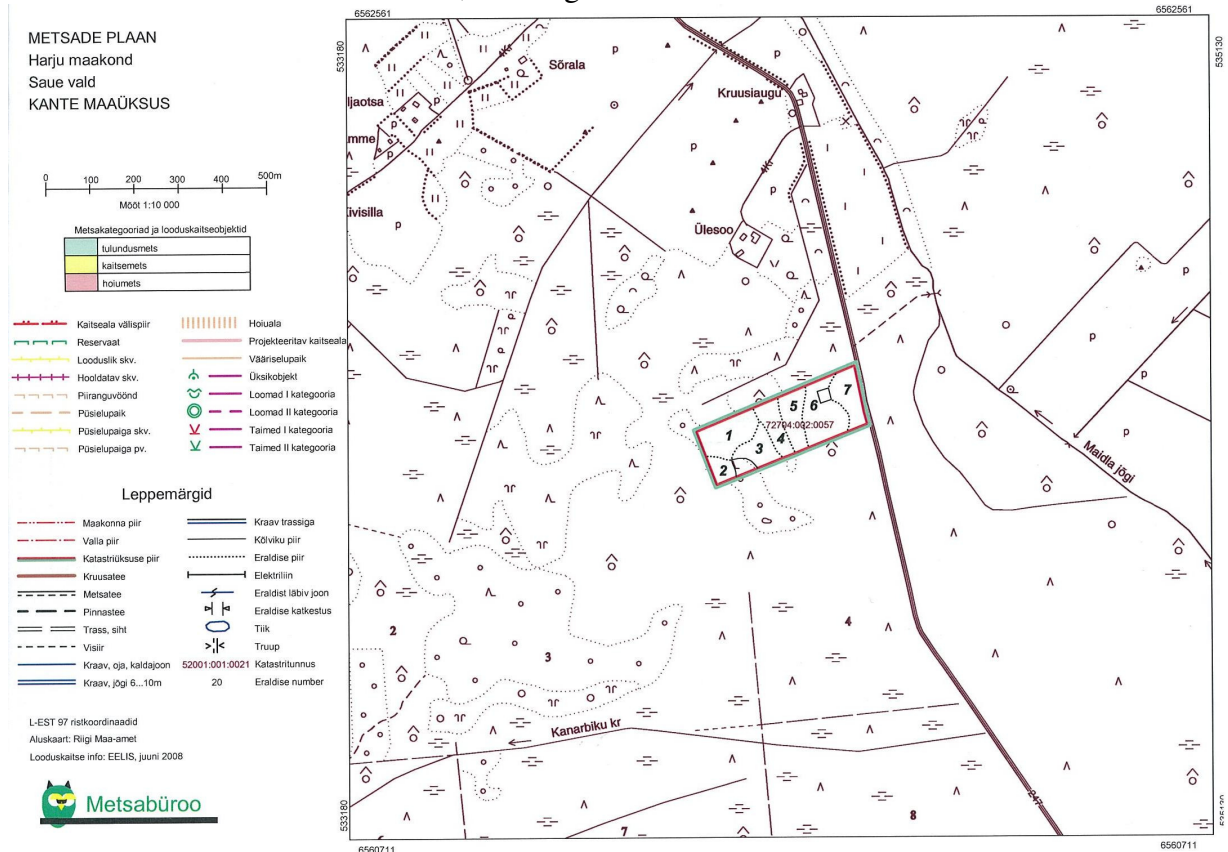 METSADE PLAAN
Harju maakond
Saue vald
KANTE MAAÜKSUS
0 100 200 300 400 500m
Mõõt 1:10 000
Metsakategooriad ja looduskaitseobjektid
tulundusmets
kaitsemets
hoiumets
Kaitseala välispiir
Reservaat
Looduslik skv.
Hooldatav skv.
Piiranguvöönd
Püsielupaik
Püsielupaiga skv.
Püsielupaiga pv.
Hoiuala
Projekteeritav kaitseala
Vääriselupaik
Üksikobjekt
Loomad I kategooria
Loomad II kategooria
Taimed I kategooria
Taimed II kategooria
Leppemärgid
Maakonna piir
Valla piir
Katastriüksuse piir
Kruusatee
Metsatee
Pinnastee
Trass, siht
Visiir
Kraav, oja, kaldajoon
Kraav, jõgi 6...10m
Kraav trassiga
Kõlviku piir
Eraldise piir
Elektriliin
Eraldist läbiv joon
Eraldise katkestus
Tiik
Truup
52001:001:0021 Katastritunnus
20 Eraldise number
L-EST 97 ristkoordinaadid
Aluskaart: Riigi Maa-amet
Looduskaitse info: EELIS, juuni 2008
Metsabüroo
6562561
6562561
533180
535130
Sõrala
ljaotsa
mme
Kivisilla
Kruusiaugu
Ülesoo
1
2
3
4
5
6
7
72704:002:0057
Maidla jõgi
2
3
4
Kanarbiku kr
247
7
8
533180
535130
6560711
6560711